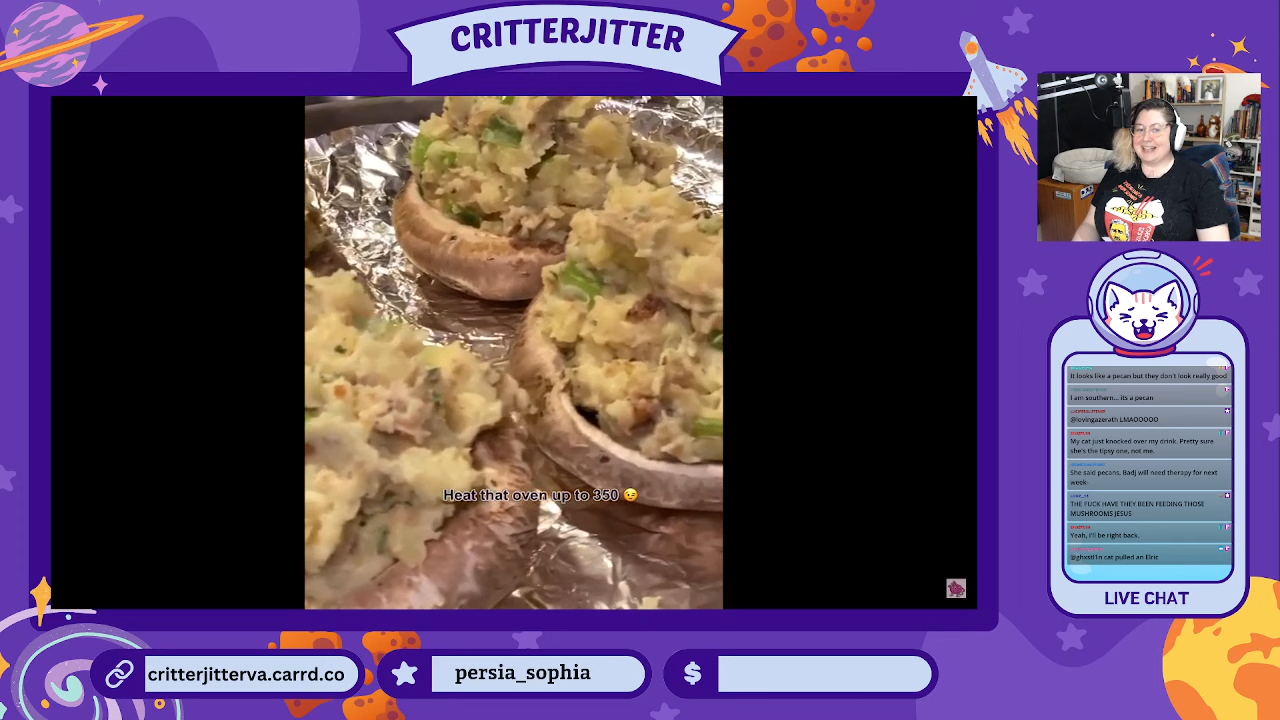 CRITTERJITTER
Heat that oven up to 350 😉
It looks like a pecan but they don't look really good
I am southern... its a pecan
@lovingazerath LMAOOOOO
My cat just knocked over my drink. Pretty sure
she's the tipsy one, not me.
She said pecans, BadJ will need therapy for next
week-
THE FUCK HAVE THEY BEEN FEEDING THOSE
MUSHROOMS JESUS
Yeah, I'll be right back.
@ghxstl1n cat pulled an Elric
LIVE CHAT
critterjitterva.carrd.co
persia_sophia
$